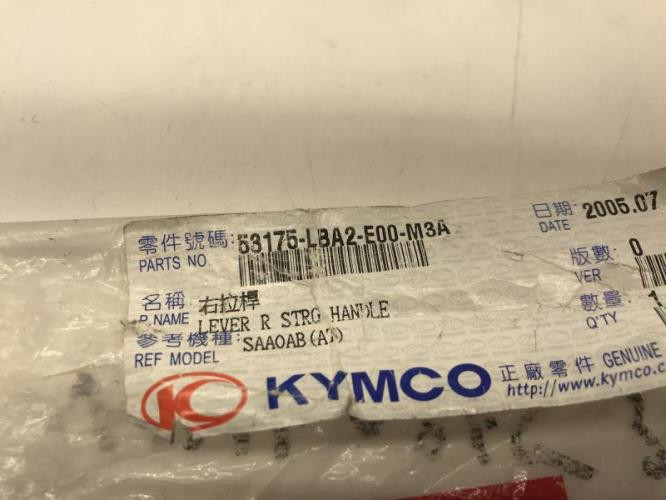 零件號碼: 53175-LBA2-E00-M3A
PARTS NO.
日期: 2005.07
DATE
名稱 右拉桿
P.NAME LEVER R STRG HANDLE
版數 0
VER
參考機種: SAA0AB(A7)
REF MODEL
數量: 1
Q'TY
KYMCO
正廠零件 GENUINE
http://www.kymco.c